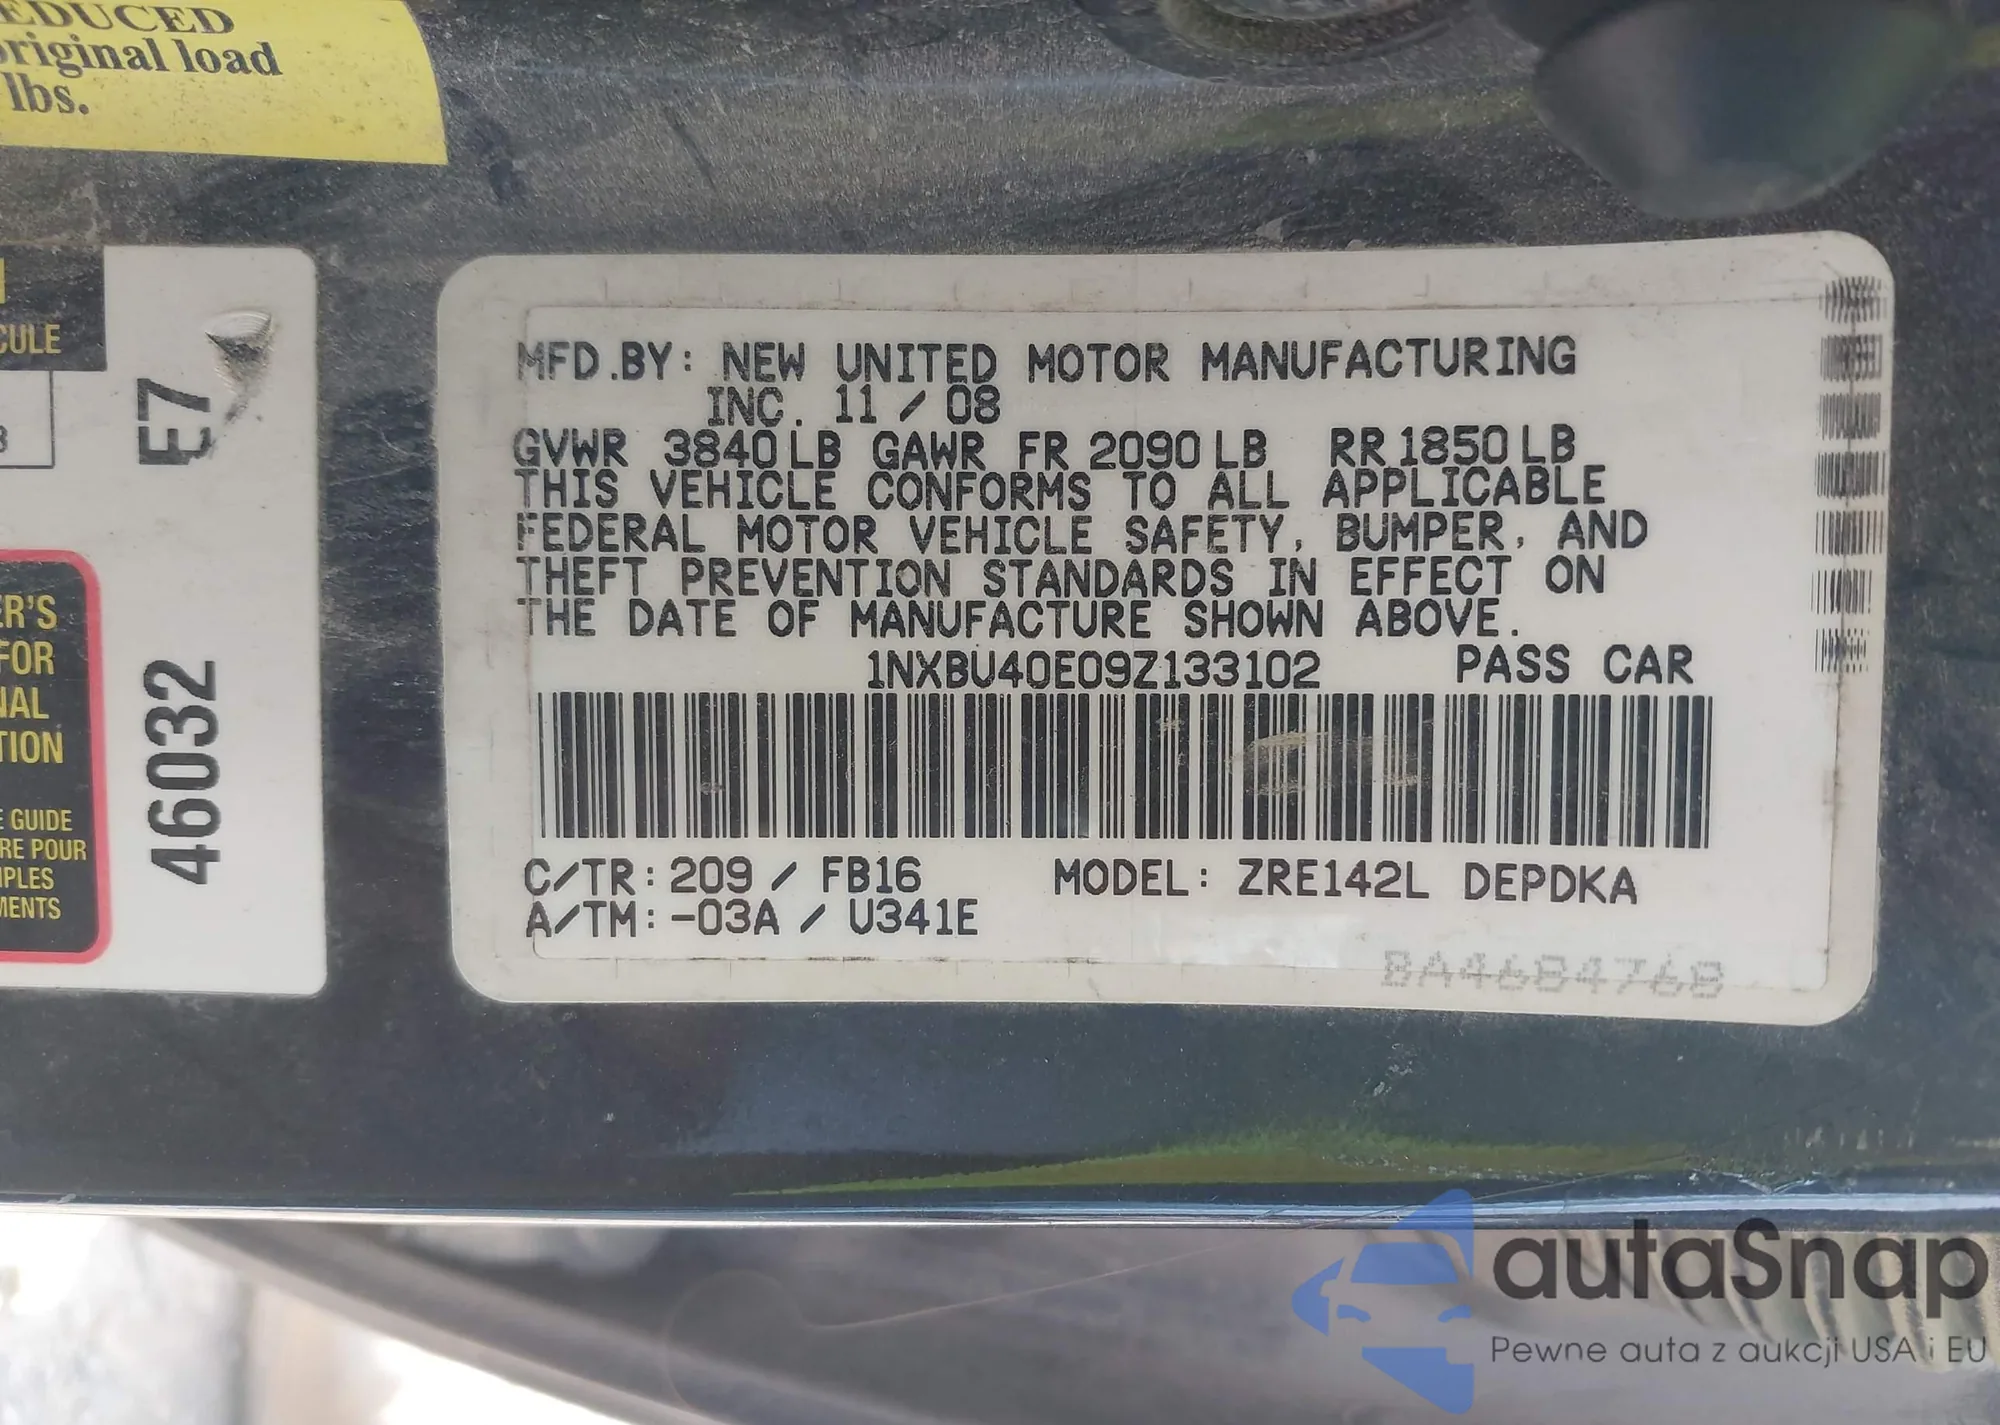 EDUCED
original load
lbs.
CULE
E7
46032
ER'S
FOR
NAL
TION
E GUIDE
RE POUR
MPLES
MENTS
MFD.BY: NEW UNITED MOTOR MANUFACTURING
INC. 11 / 08
GVWR 3840 LB GAWR FR 2090 LB RR 1850 LB
THIS VEHICLE CONFORMS TO ALL APPLICABLE
FEDERAL MOTOR VEHICLE SAFETY, BUMPER, AND
THEFT PREVENTION STANDARDS IN EFFECT ON
THE DATE OF MANUFACTURE SHOWN ABOVE.
1NXBU40E09Z133102 PASS CAR
C/TR: 209 / FB16 MODEL: ZRE142L DEPDKA
A/TM: -03A / U341E
BA4684768
autaSnap
Pewne auta z aukcji USA i EU